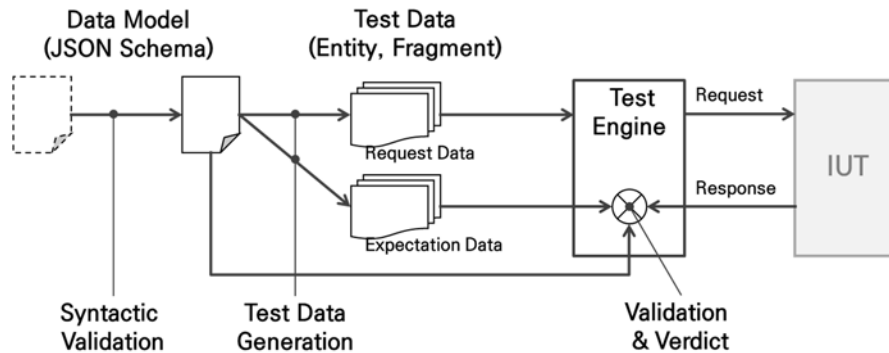 Data Model
(JSON Schema)
Test Data
(Entity, Fragment)
Test
Engine
Request
Request Data
Response
IUT
Expectation Data
Syntactic
Validation
Test Data
Generation
Validation
& Verdict